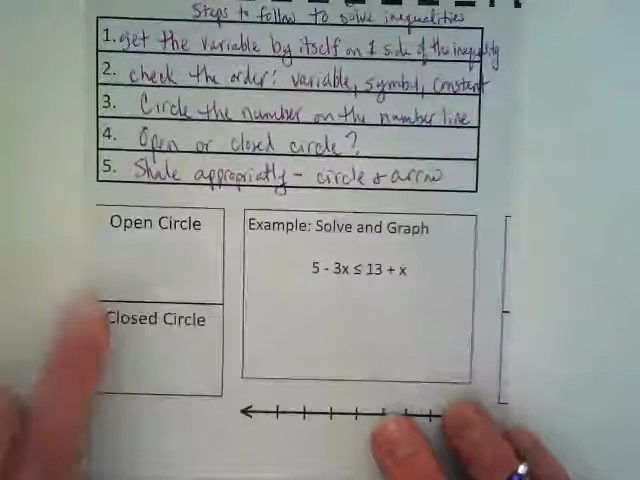 Steps to follow to solve inequalities
1. get the variable by itself on 1 side of the inequality
2. check the order: variable, symbol, constant
3. Circle the number on the number line
4. Open or closed circle?
5. Shade appropriatly - circle & arrow
Open Circle
Example: Solve and Graph
5 - 3x ≤ 13 + x
Closed Circle